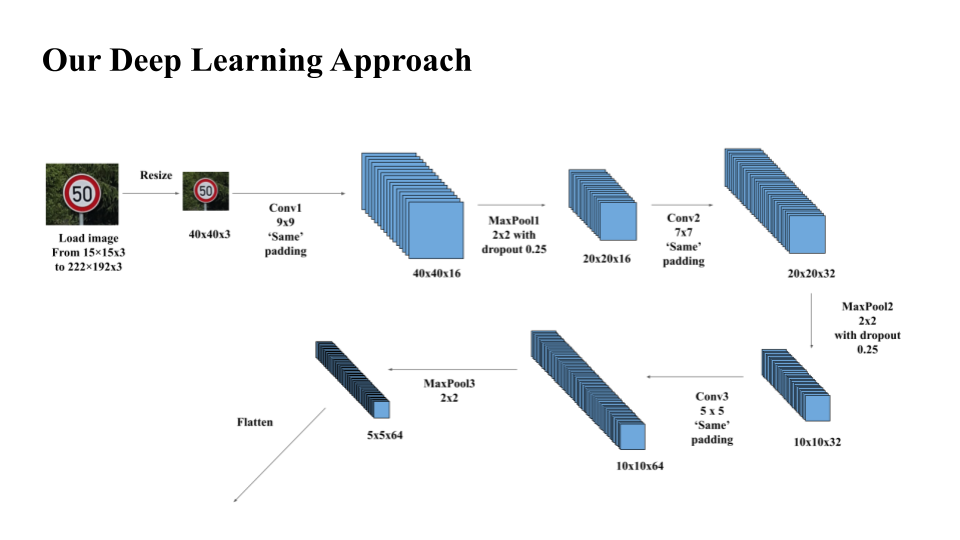 Our Deep Learning Approach
50
Load image
From 15×15x3
to 222×192x3
Resize
50
40x40x3
Conv1
9x9
‘Same’
padding
40x40x16
MaxPool1
2x2 with
dropout 0.25
20x20x16
Conv2
7x7
‘Same’
padding
20x20x32
MaxPool2
2x2
with dropout
0.25
10x10x32
Conv3
5 x 5
‘Same’
padding
10x10x64
MaxPool3
2x2
5x5x64
Flatten